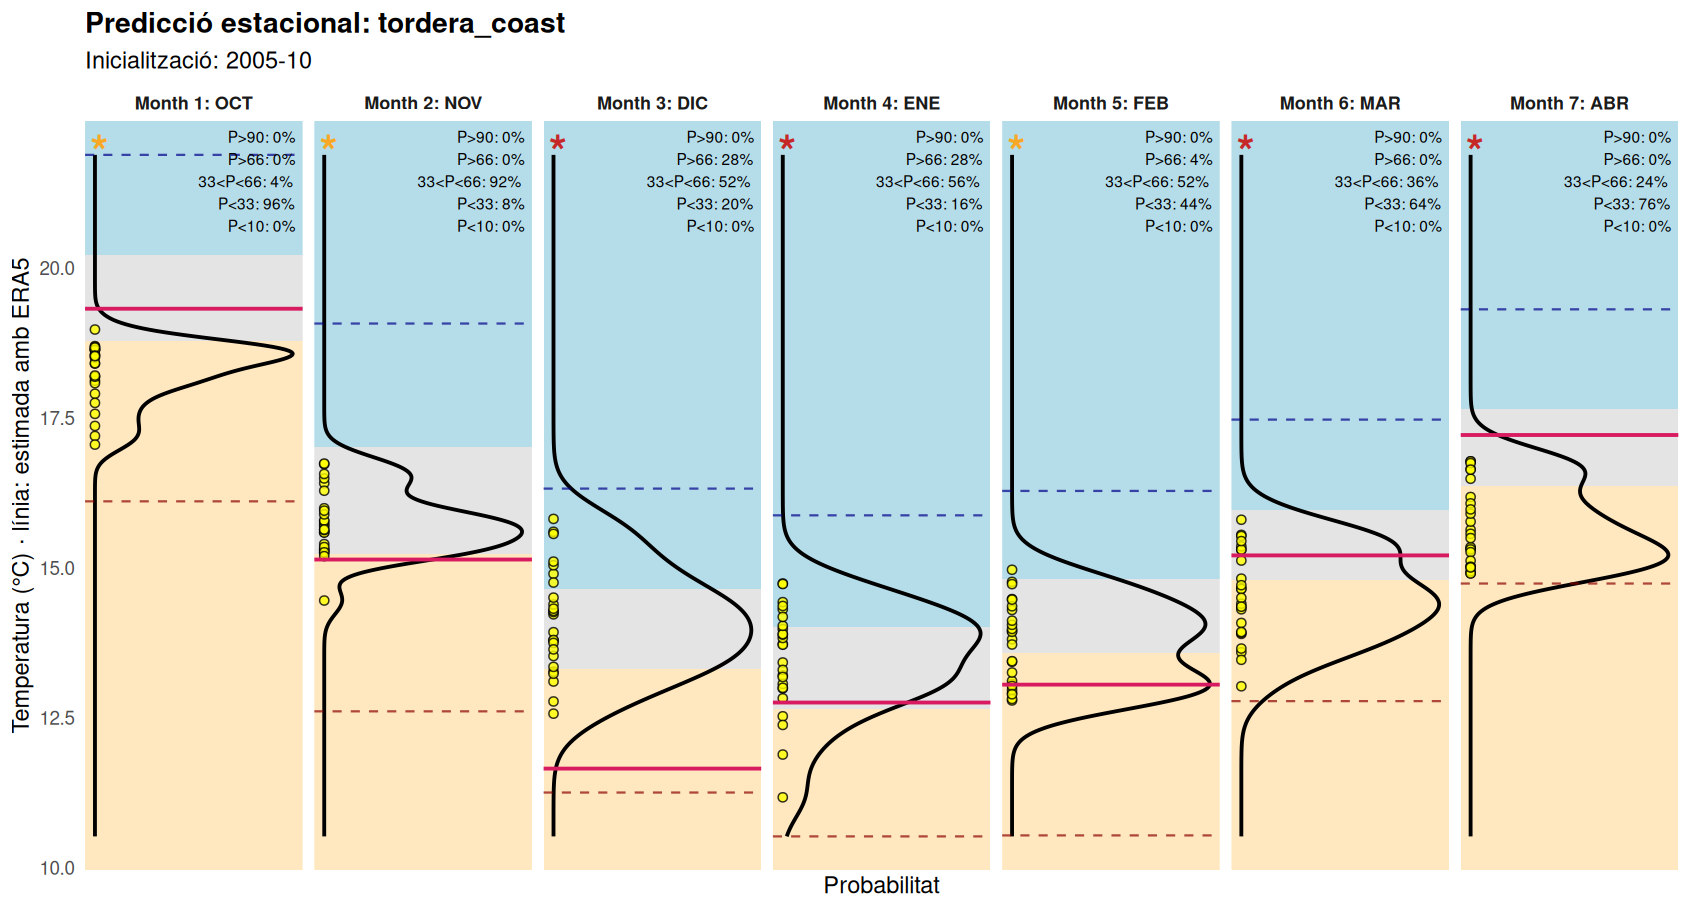 Predicció estacional: tordera_coast
Inicialització: 2005-10
Month 1: OCT
P>90: 0%
P>66: 0%
33<P<66: 4%
P<33: 96%
P<10: 0%
Month 2: NOV
P>90: 0%
P>66: 0%
33<P<66: 92%
P<33: 8%
P<10: 0%
Month 3: DIC
P>90: 0%
P>66: 28%
33<P<66: 52%
P<33: 20%
P<10: 0%
Month 4: ENE
P>90: 0%
P>66: 28%
33<P<66: 56%
P<33: 16%
P<10: 0%
Month 5: FEB
P>90: 0%
P>66: 4%
33<P<66: 52%
P<33: 44%
P<10: 0%
Month 6: MAR
P>90: 0%
P>66: 0%
33<P<66: 36%
P<33: 64%
P<10: 0%
Month 7: ABR
P>90: 0%
P>66: 0%
33<P<66: 24%
P<33: 76%
P<10: 0%
Temperatura (°C) · línia: estimada amb ERA5
20.0
17.5
15.0
12.5
10.0
Probabilitat